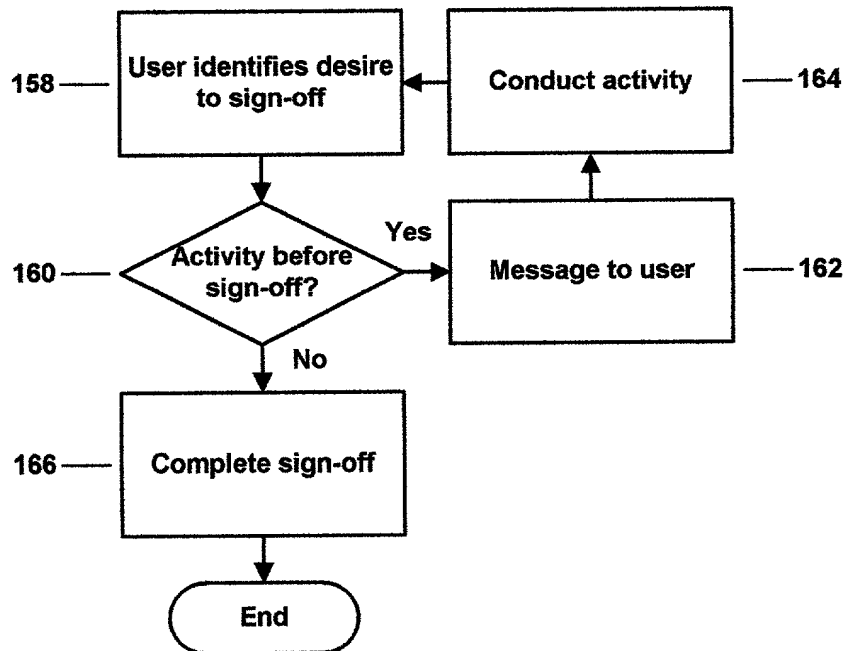 158
User identifies desire
to sign-off
Conduct activity
164
160
Activity before
sign-off?
Yes
Message to user
162
No
166
Complete sign-off
End